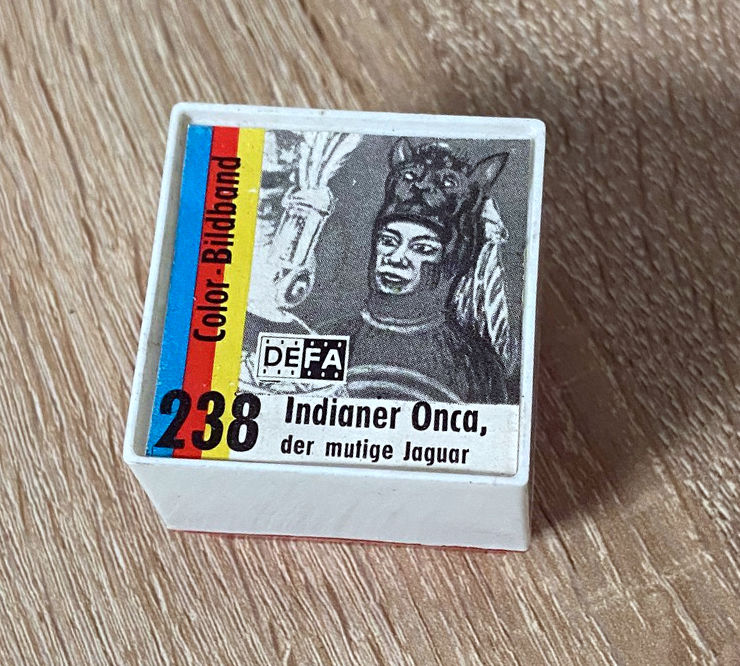 Color-Bildband
DEFA
238
Indianer Onca,
der mutige Jaguar